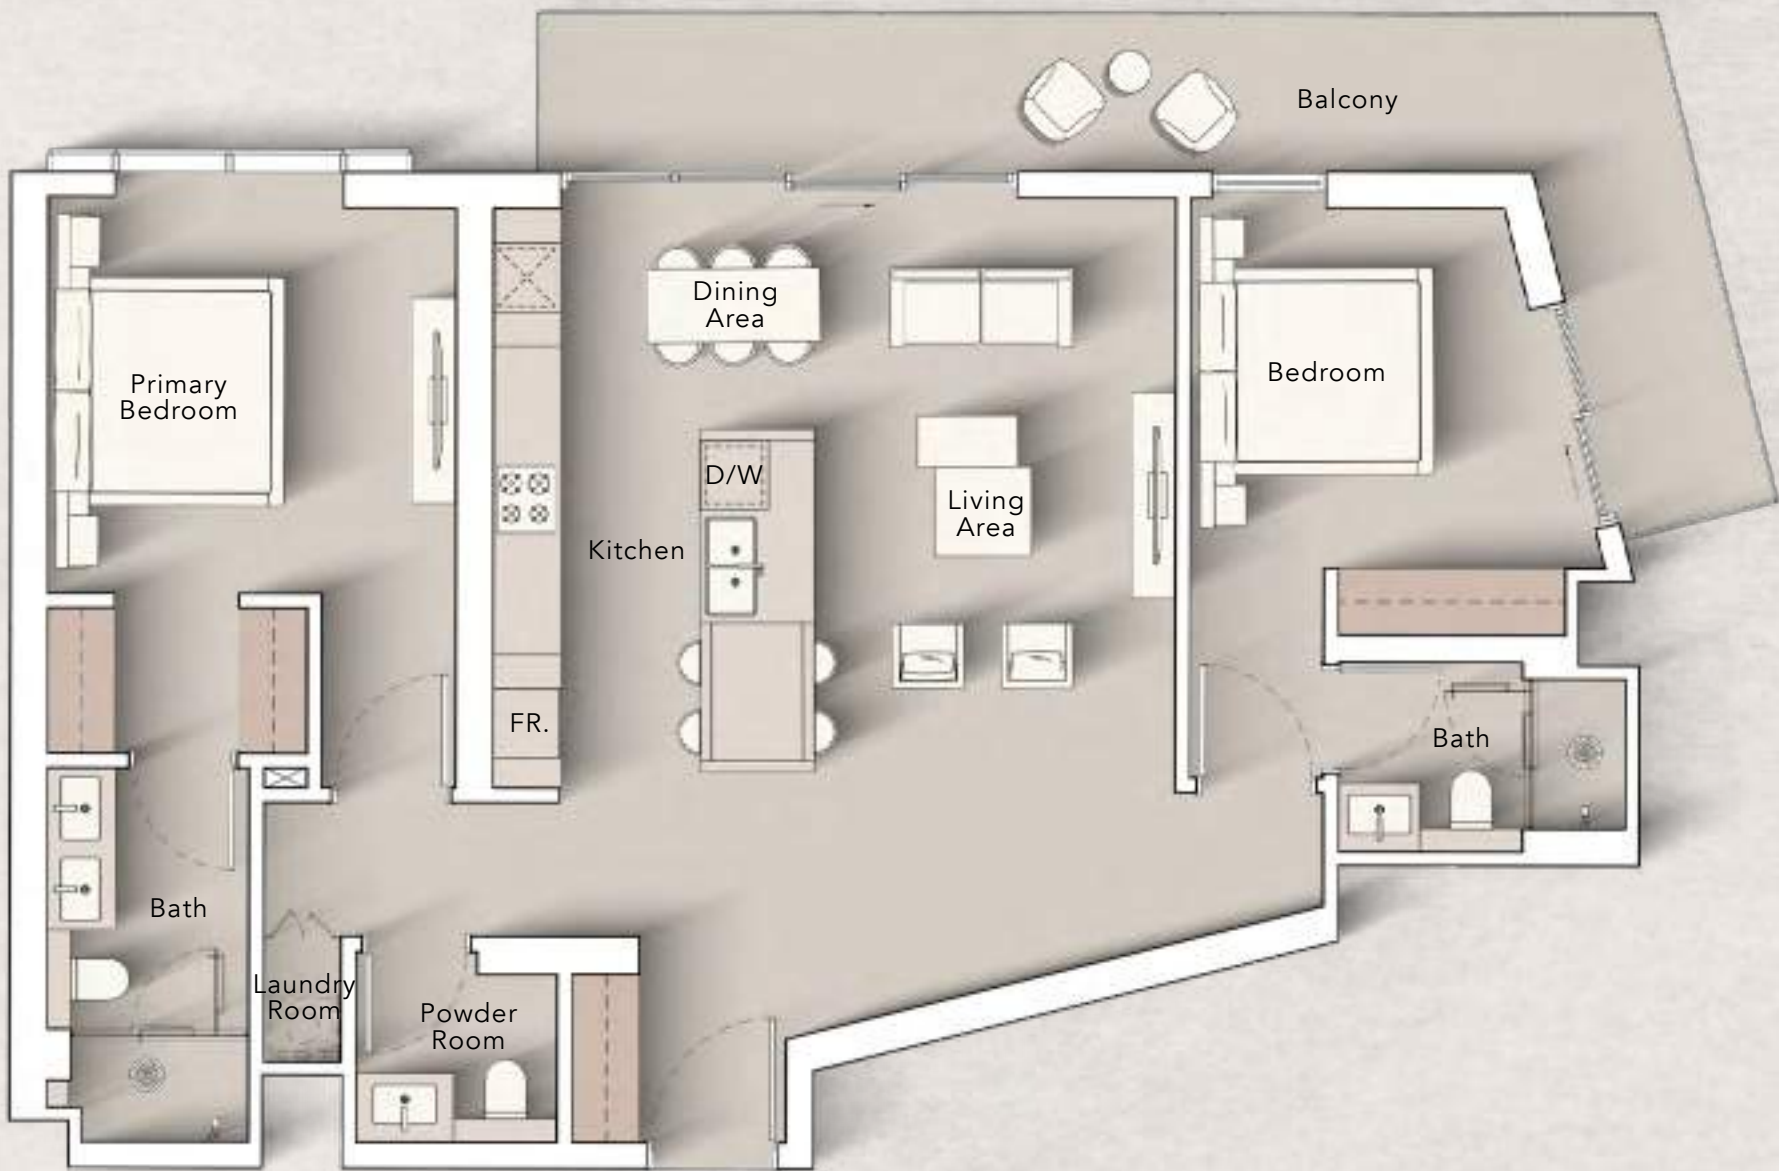 Balcony
Dining
Area
Primary
Bedroom
Bedroom
D/W
Living
Area
Kitchen
FR.
Bath
Bath
Laundry
Room
Powder
Room